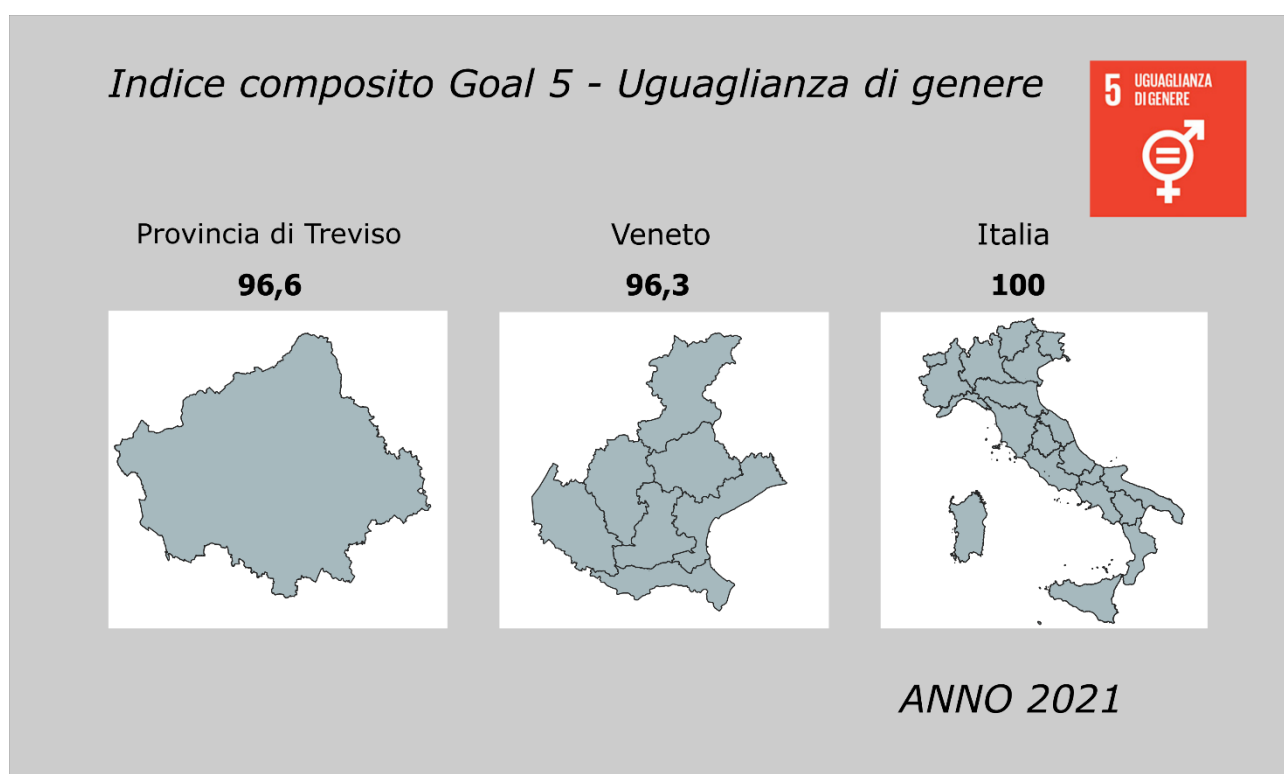 Indice composito Goal 5 - Uguaglianza di genere
5 UGUAGLIANZA
DI GENERE
Provincia di Treviso
96,6
Veneto
96,3
Italia
100
ANNO 2021